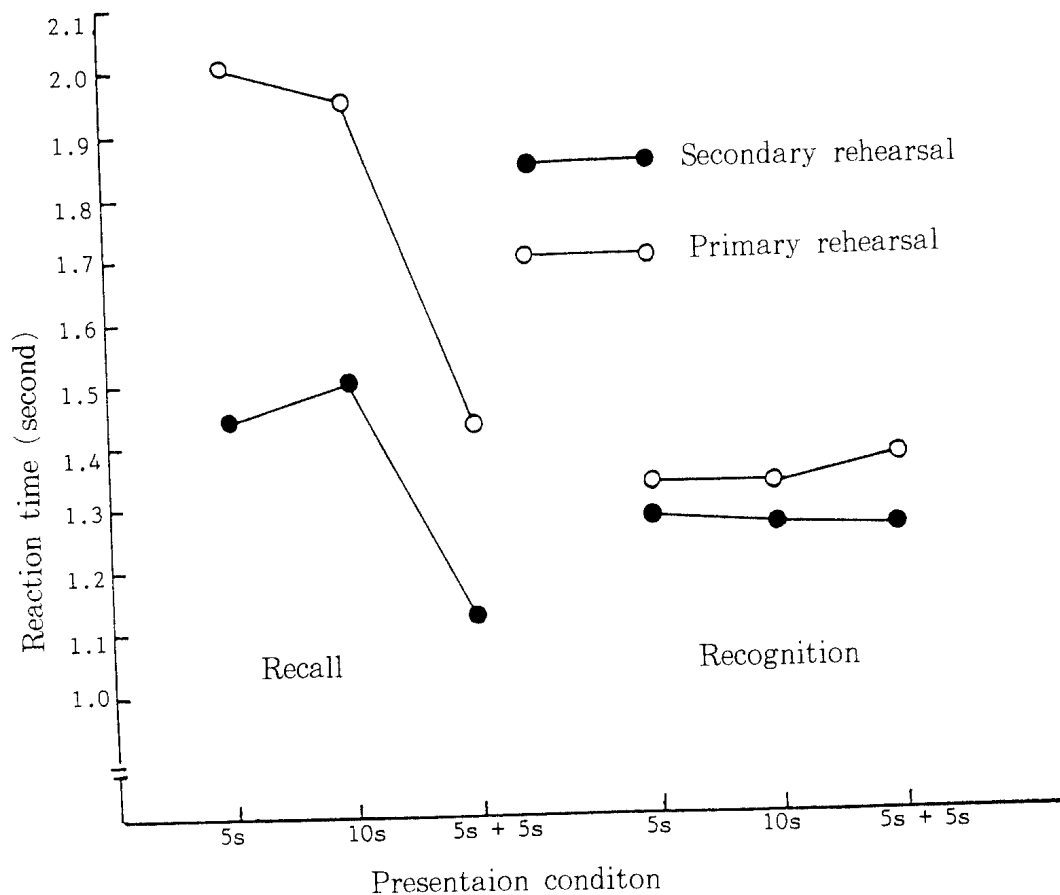 2.1
2.0
1.9
1.8
1.7
1.6
1.5
1.4
1.3
1.2
1.1
1.0
Reaction time (second)
Secondary rehearsal
Primary rehearsal
Recall
Recognition
5s 10s 5s + 5s 5s 10s 5s + 5s
Presentaion conditon